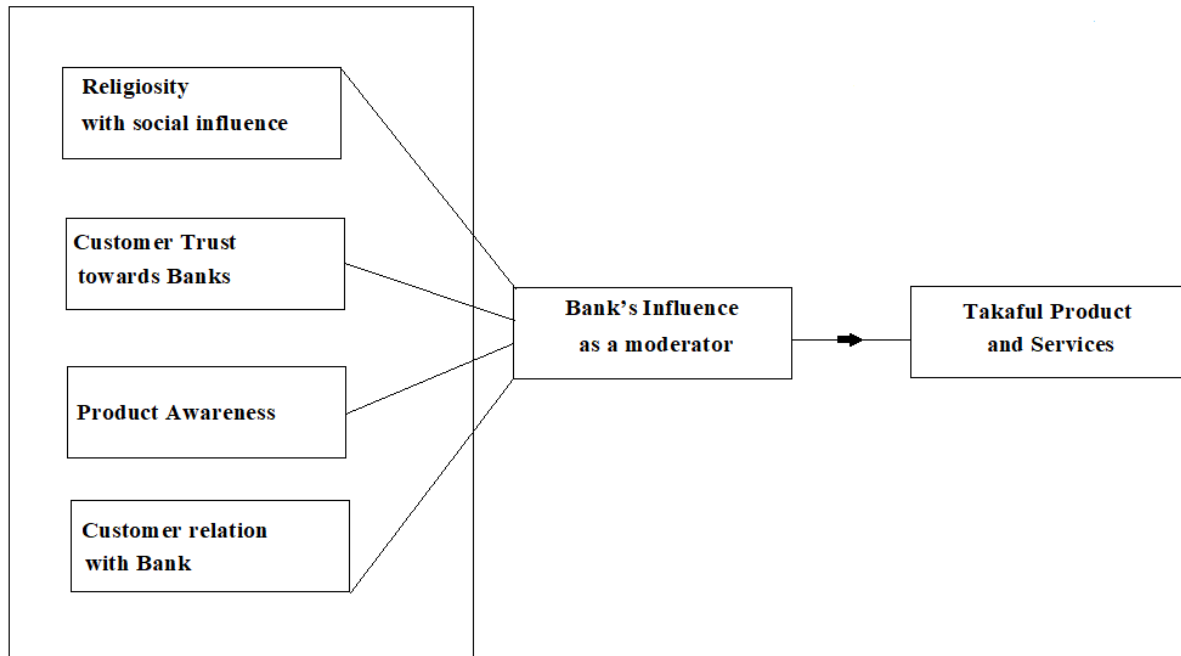 Religiosity
with social influence
Customer Trust
towards Banks
Product Awareness
Customer relation
with Bank
Bank’s Influence
as a moderator
Takaful Product
and Services